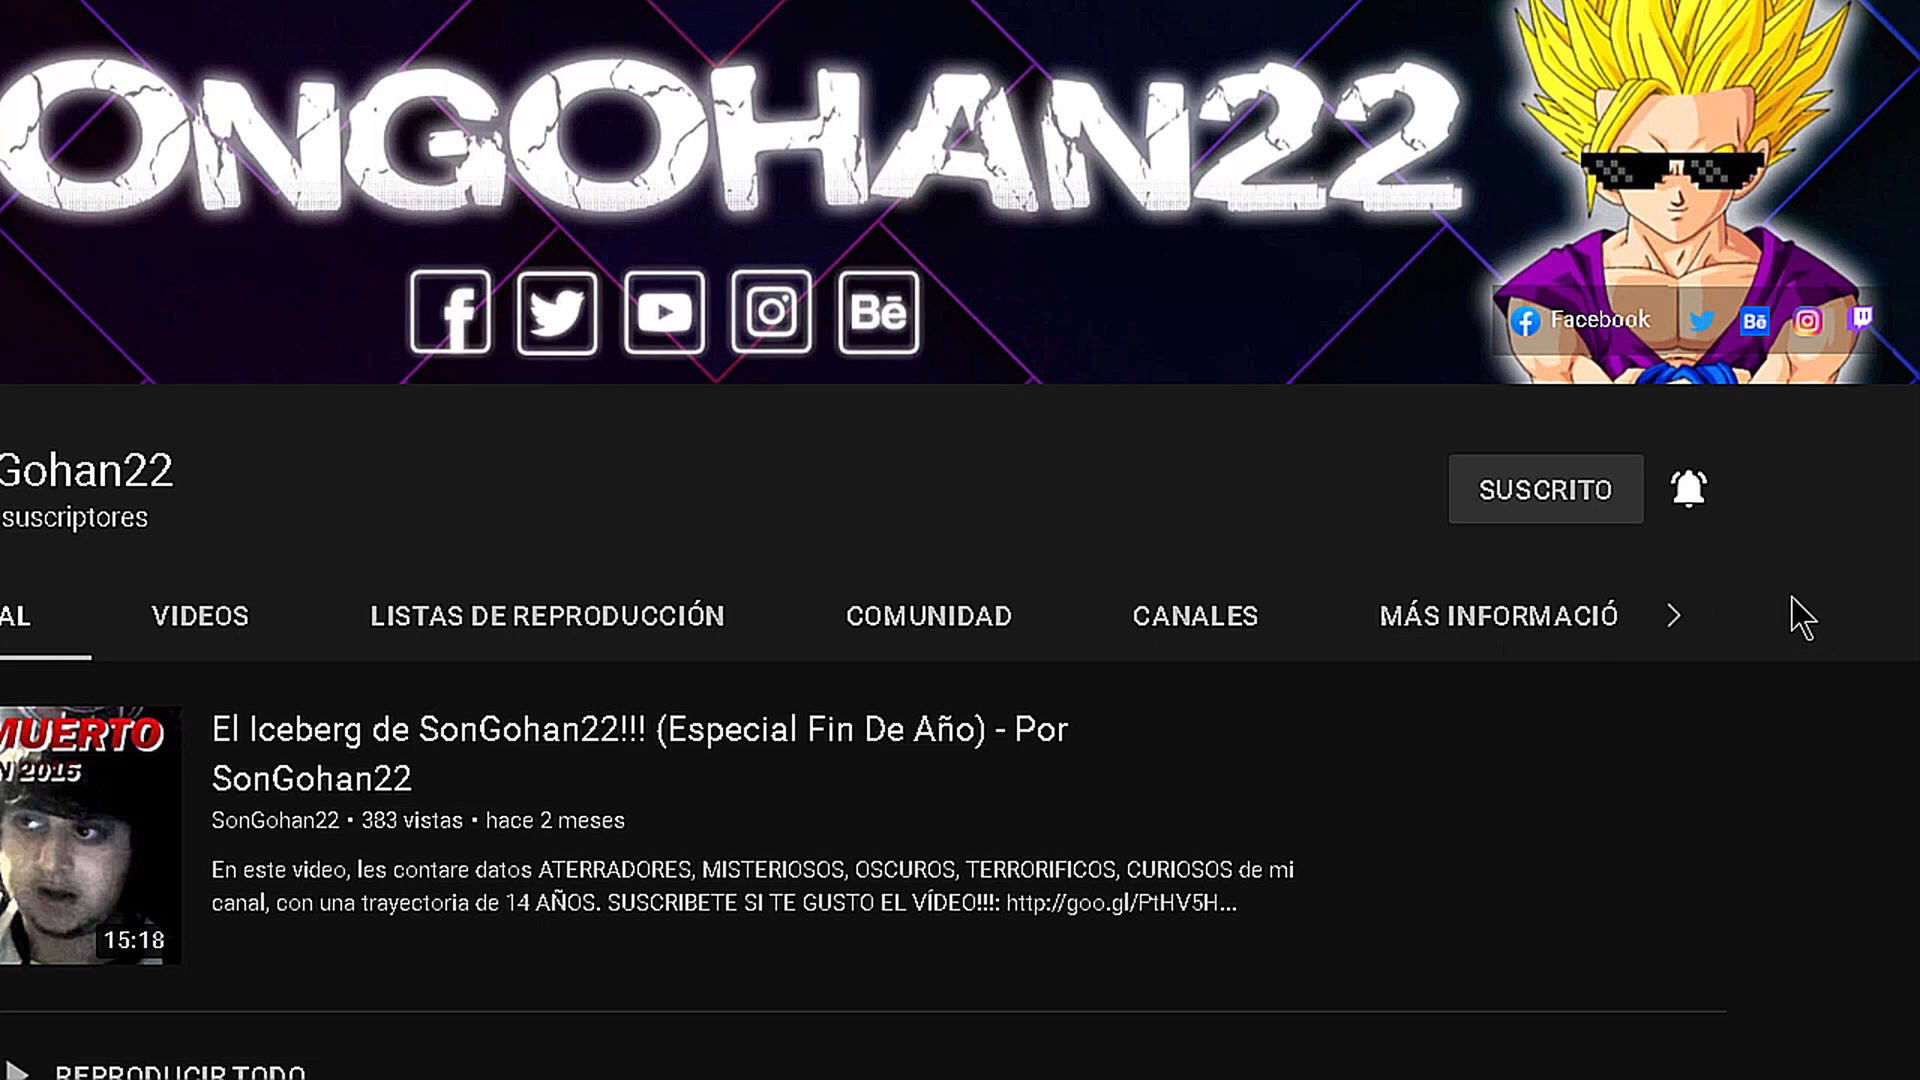 ONGOHAN22
f Bē
Facebook Bē
Gohan22
suscriptores
SUSCRITO
AL VIDEOS LISTAS DE REPRODUCCIÓN COMUNIDAD CANALES MÁS INFORMACIÓ
MUERTO
N 2015
15:18
El Iceberg de SonGohan22!!! (Especial Fin De Año) - Por
SonGohan22
SonGohan22 • 383 vistas • hace 2 meses
En este video, les contare datos ATERRADORES, MISTERIOSOS, OSCUROS, TERRORIFICOS, CURIOSOS de mi
canal, con una trayectoria de 14 AÑOS. SUSCRIBETE SI TE GUSTO EL VÍDEO!!!: http://goo.gl/PtHV5H...
REPRODUCIR TODO